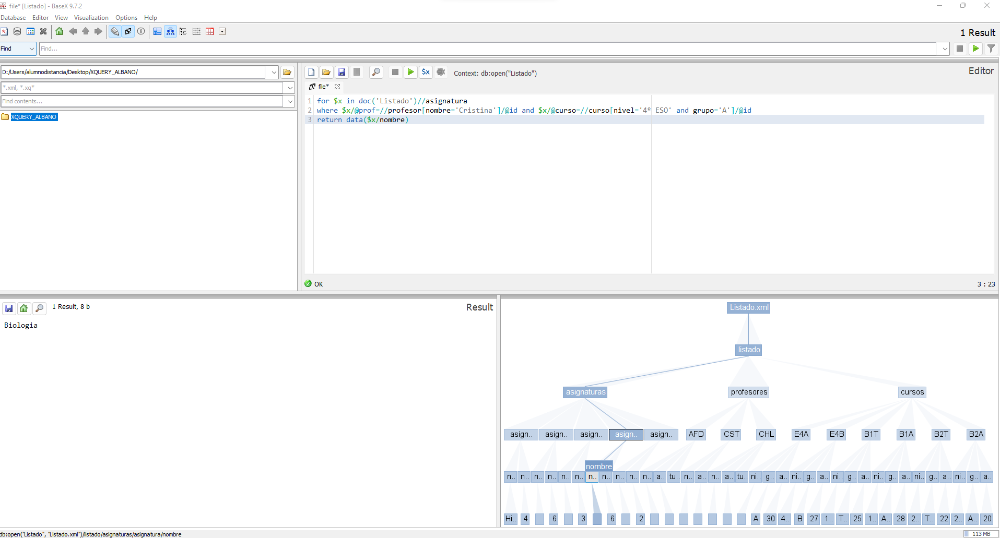 file* [Listado] - BaseX 9.7.2
Database Editor View Visualization Options Help
1 Result
Find Find...
D:/Users/alumnodistancia/Desktop/XQUERY_ALBANO/
*.xml, *.xq*
Find contents...
XQUERY_ALBANO
Context: db:open("Listado")
Editor
file*
1 for $x in doc('Listado')//asignatura
2 where $x/@prof=//profesor[nombre='Cristina']/@id and $x/@curso=//curso[nivel='4º ESO' and grupo='A']/@id
3 return data($x/nombre)
OK
3 : 23
1 Result, 8 b
Result
Biologia
Listado.xml
listado
asignaturas profesores cursos
asign.. asign.. asign.. asign.. asign.. AFD CST CHL E4A E4B B1T B1A B2T B2A
nombre
n.. n.. n.. n.. n.. n.. n.. n.. n.. n.. n.. a.. tu.. n.. a.. n.. a.. tu.. ni.. g.. a.. ni.. g.. a.. ni.. g.. a.. ni.. g.. a.. ni.. g.. a.. ni.. g.. a..
Hi.. 4 6 3 6 2 A 30 4.. B 27 1.. T.. 25 1.. A.. 28 2.. T.. 22 2.. A.. 20
db:open("Listado", "Listado.xml")/listado/asignaturas/asignatura/nombre
113 MB